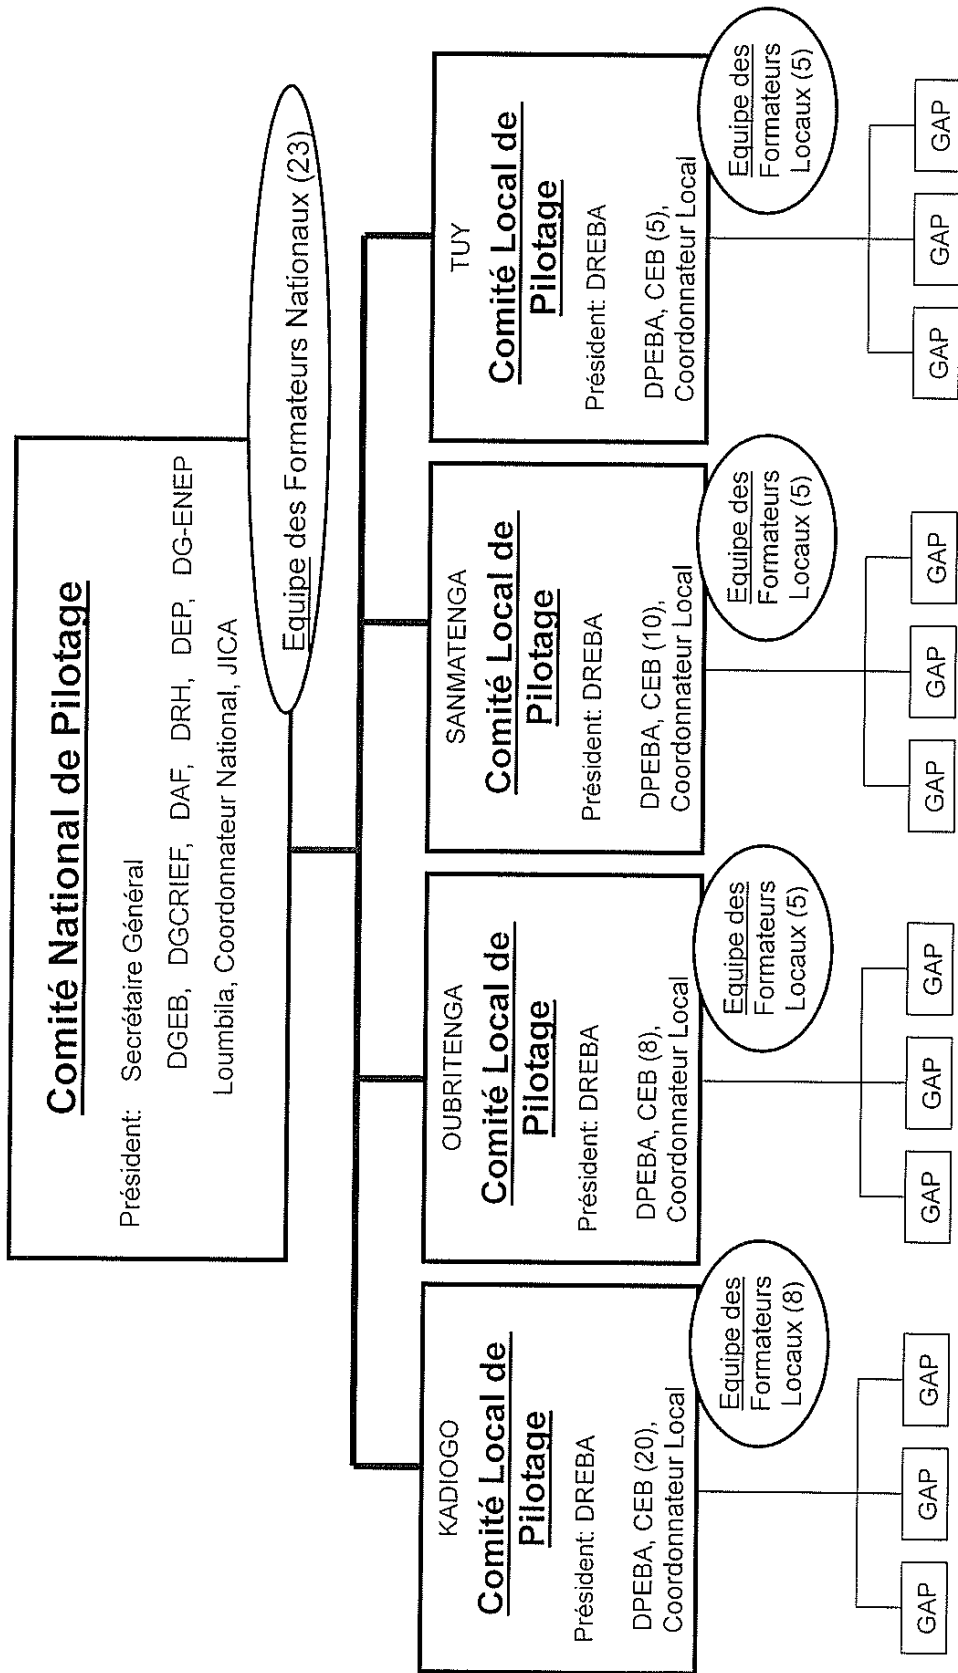 Comité National de Pilotage
Président: Secrétaire Général
DGEB, DGCRIEF, DAF, DRH, DEP, DG-ENEP
Loumbila, Coordonnateur National, JICA
Equipe des Formateurs Nationaux (23)
KADIOGO
Comité Local de
Pilotage
Président: DREBA
DPEBA, CEB (20),
Coordonnateur Local
Equipe des
Formateurs
Locaux (8)
GAP
GAP
GAP
OUBRITENGA
Comité Local de
Pilotage
Président: DREBA
DPEBA, CEB (8),
Coordonnateur Local
Equipe des
Formateurs
Locaux (5)
GAP
GAP
GAP
SANMATENGA
Comité Local de
Pilotage
Président: DREBA
DPEBA, CEB (10),
Coordonnateur Local
Equipe des
Formateurs
Locaux (5)
GAP
GAP
GAP
TUY
Comité Local de
Pilotage
Président: DREBA
DPEBA, CEB (5),
Coordonnateur Local
Equipe des
Formateurs
Locaux (5)
GAP
GAP
GAP